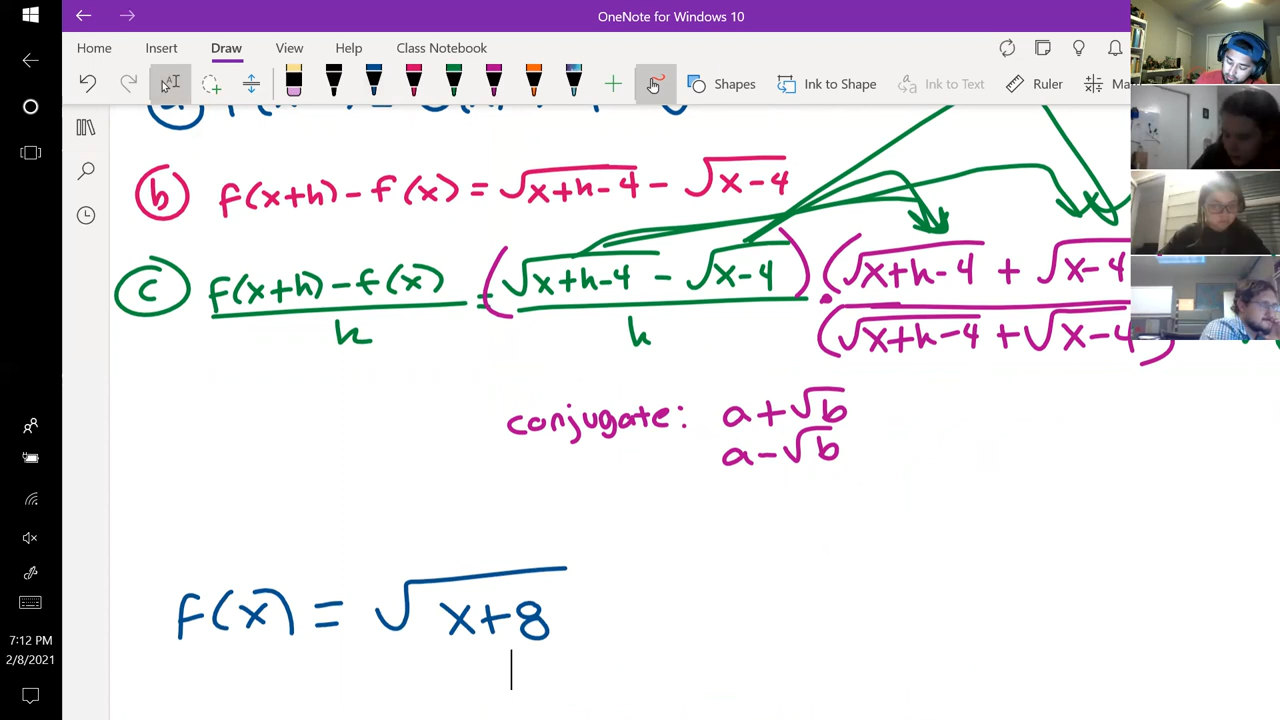 OneNote for Windows 10
Home Insert Draw View Help Class Notebook
Shapes Ink to Shape Ink to Text Ruler Ma
b f(x+h)-f(x) = √x+h-4 - √x-4
c f(x+h)-f(x) / h = (√x+h-4 - √x-4) / h · (√x+h-4 + √x-4 / (√x+h-4 + √x-4)
conjugate: a+√b
a-√b
f(x) = √x+8
7:12 PM
2/8/2021